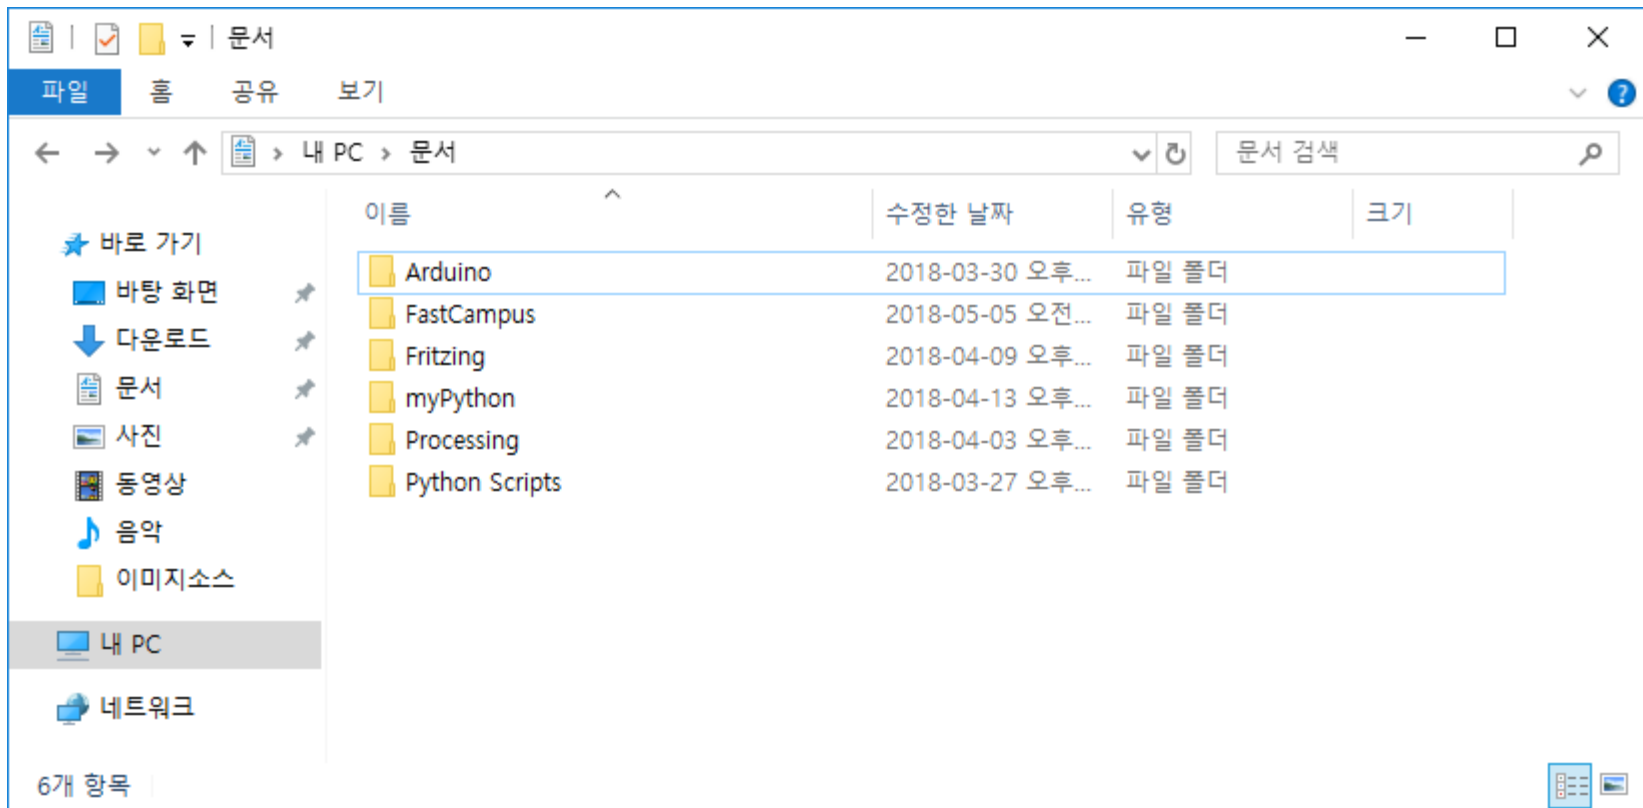 문서
파일 홈 공유 보기
내 PC 문서 문서 검색
이름 수정한 날짜 유형 크기
바로 가기
바탕 화면
다운로드
문서
사진
동영상
음악
이미지소스
내 PC
네트워크
Arduino 2018-03-30 오후... 파일 폴더
FastCampus 2018-05-05 오전... 파일 폴더
Fritzing 2018-04-09 오후... 파일 폴더
myPython 2018-04-13 오후... 파일 폴더
Processing 2018-04-03 오후... 파일 폴더
Python Scripts 2018-03-27 오후... 파일 폴더
6개 항목